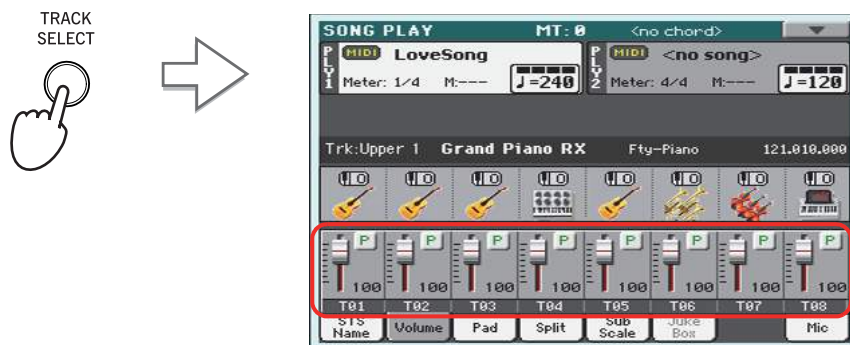 TRACK
SELECT
SONG PLAY MT: 0 <no chord>
PLY1 MIDI LoveSong
Meter: 1/4 M:--- ♩=240
PLY2 MIDI <no song>
Meter: 4/4 M:--- ♩=120
Trk:Upper 1 Grand Piano RX Fty-Piano 121.010.000
P P P P P P P P
100 100 100 100 100 100 100 100
T01 T02 T03 T04 T05 T06 T07 T08
STS Name Volume Pad Split Sub Scale Juke Box Mic